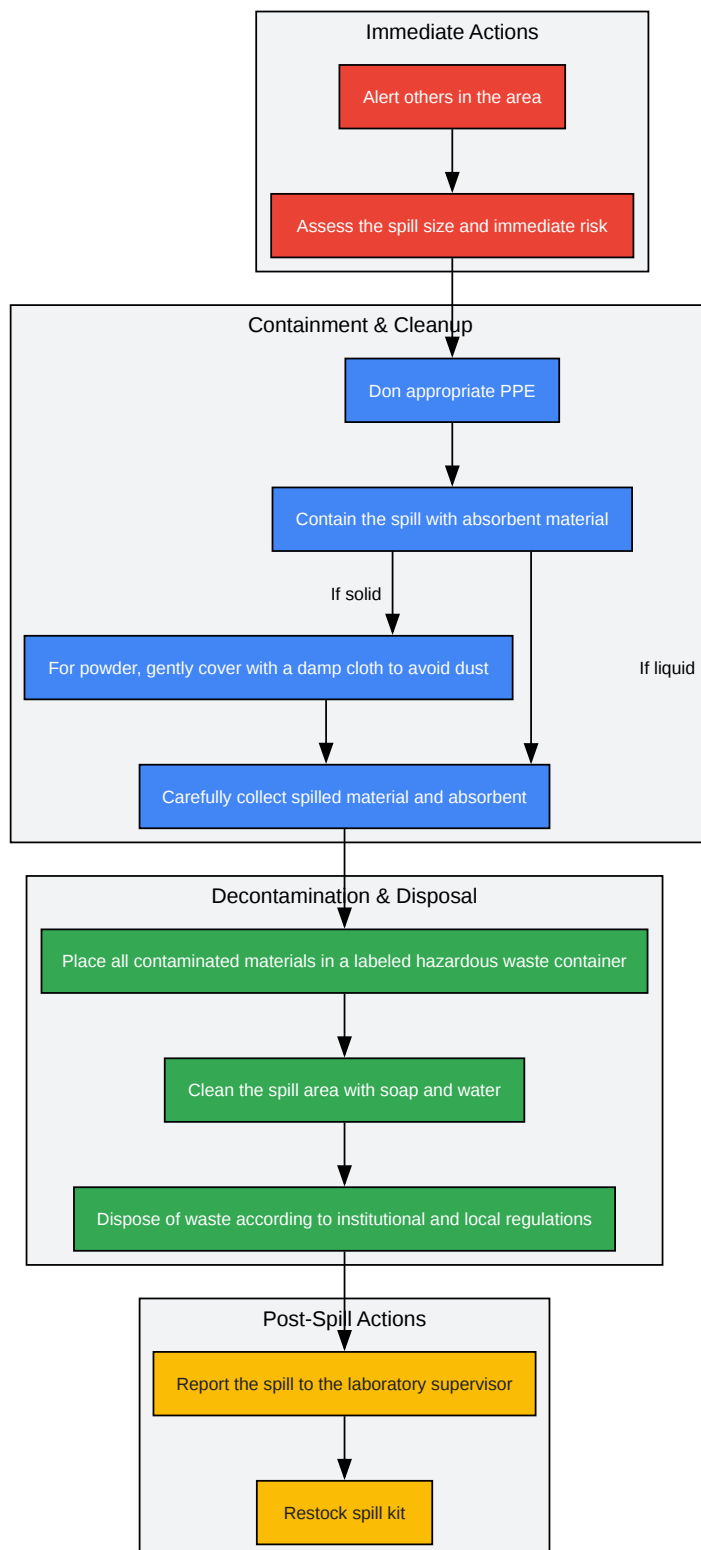 Immediate Actions
Alert others in the area
Assess the spill size and immediate risk
Containment & Cleanup
Don appropriate PPE
Contain the spill with absorbent material
If solid
For powder, gently cover with a damp cloth to avoid dust
If liquid
Carefully collect spilled material and absorbent
Decontamination & Disposal
Place all contaminated materials in a labeled hazardous waste container
Clean the spill area with soap and water
Dispose of waste according to institutional and local regulations
Post-Spill Actions
Report the spill to the laboratory supervisor
Restock spill kit